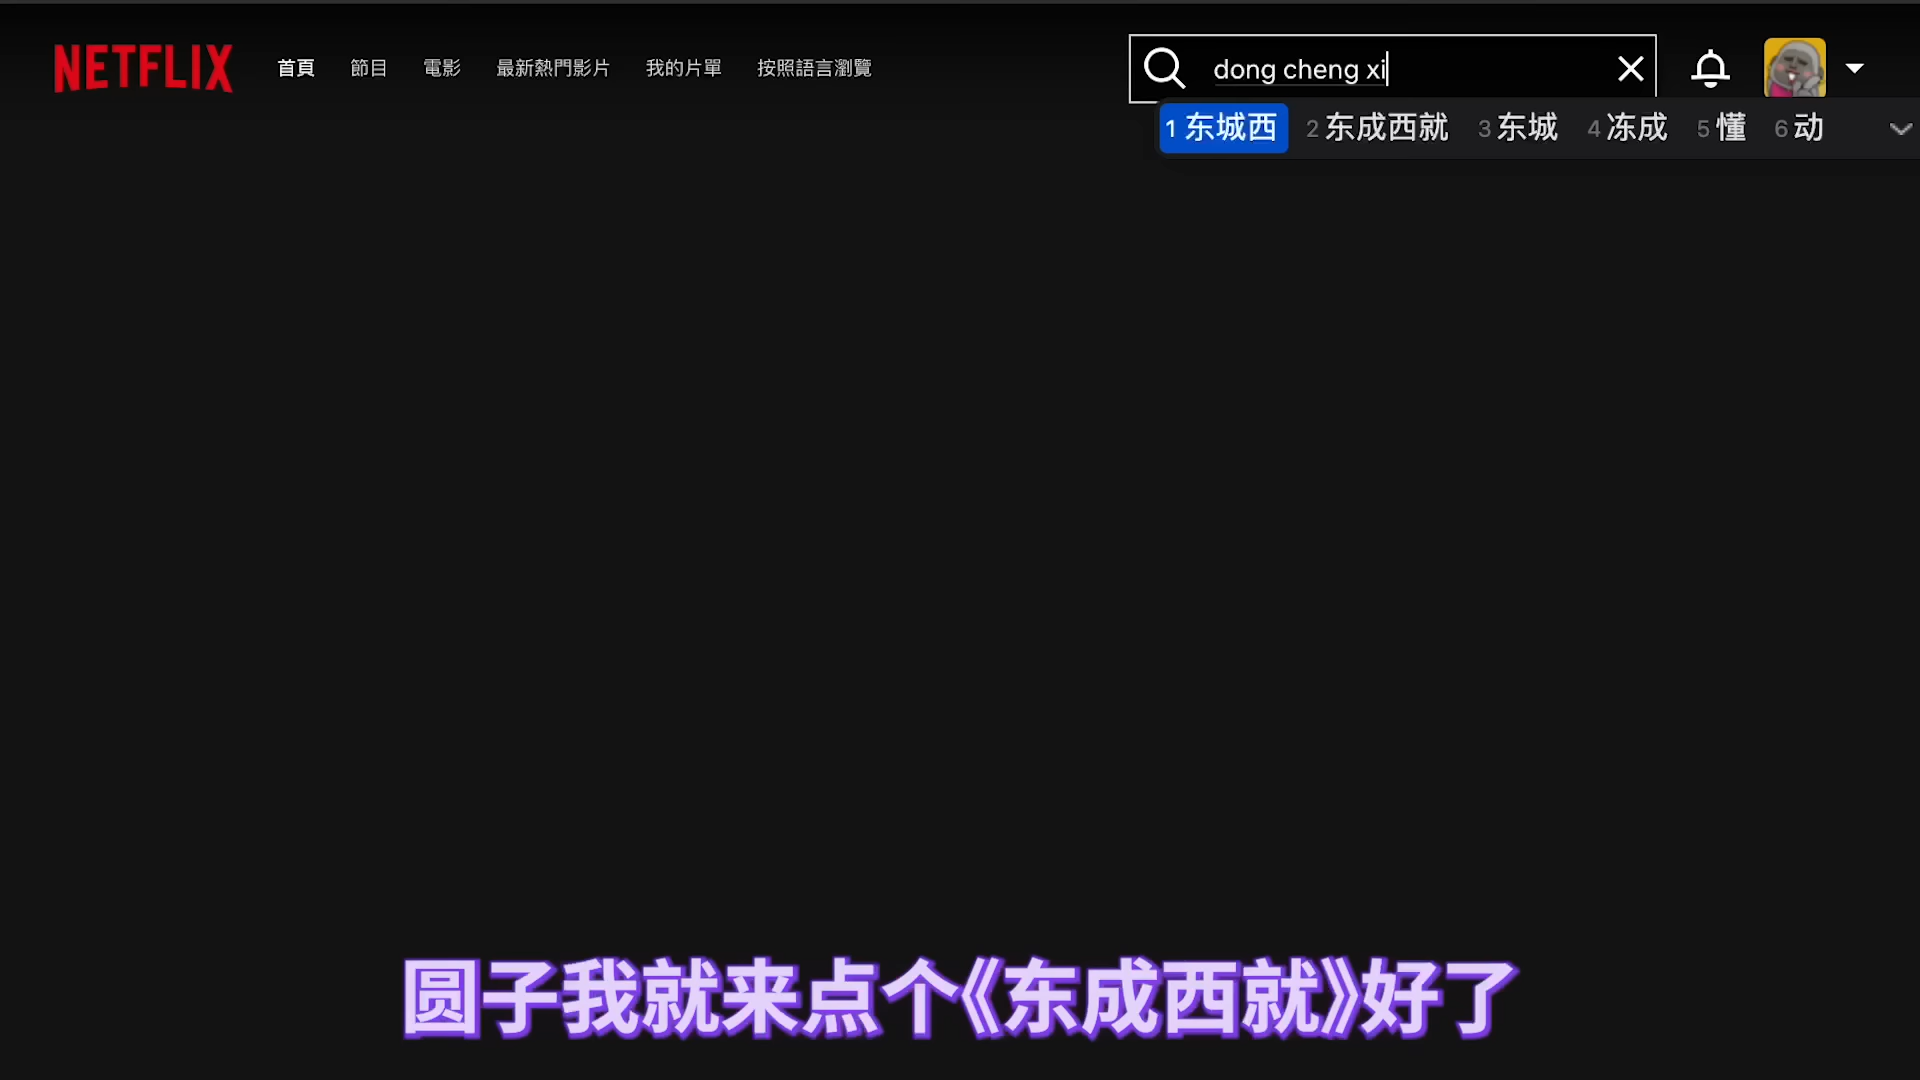 NETFLIX 首頁 節目 電影 最新熱門影片 我的片單 按照語言瀏覽 dong cheng xi
1 东城西 2 东成西就 3 东城 4 冻成 5 懂 6 动
圆子我就来点个《东成西就》好了